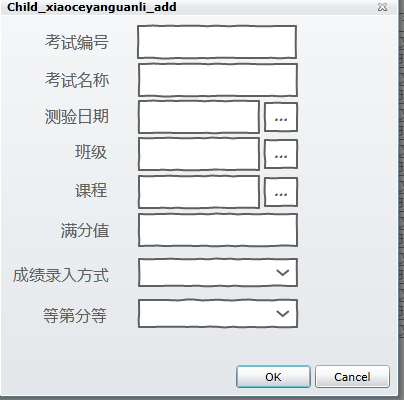 Child_xiaoceyanguanli_add
考试编号
考试名称
测验日期 ...
班级 ...
课程 ...
满分值
成绩录入方式
等第分等
OK Cancel